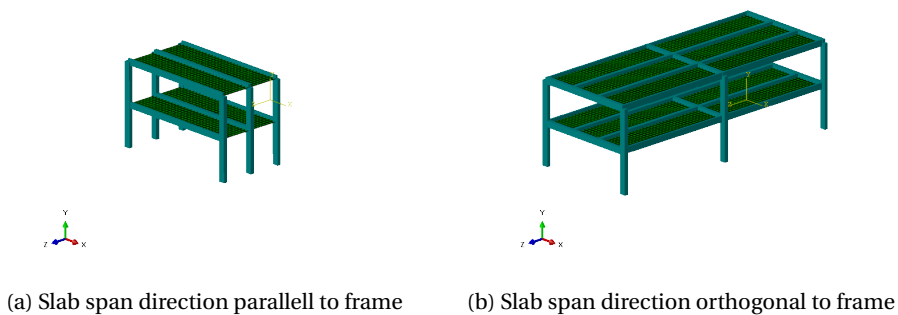 Y
Z
X
Y
Z
X
(a) Slab span direction parallell to frame
(b) Slab span direction orthogonal to frame